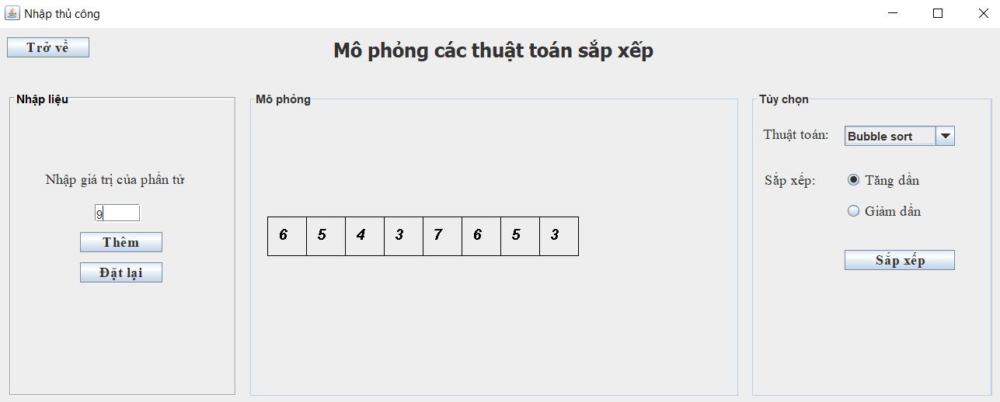 Nhập thủ công
Trở về
Mô phỏng các thuật toán sắp xếp
Nhập liệu
Nhập giá trị của phần tử
9
Thêm
Đặt lại
Mô phỏng
6 5 4 3 7 6 5 3
Tùy chọn
Thuật toán: Bubble sort
Sắp xếp: Tăng dần
Giảm dần
Sắp xếp